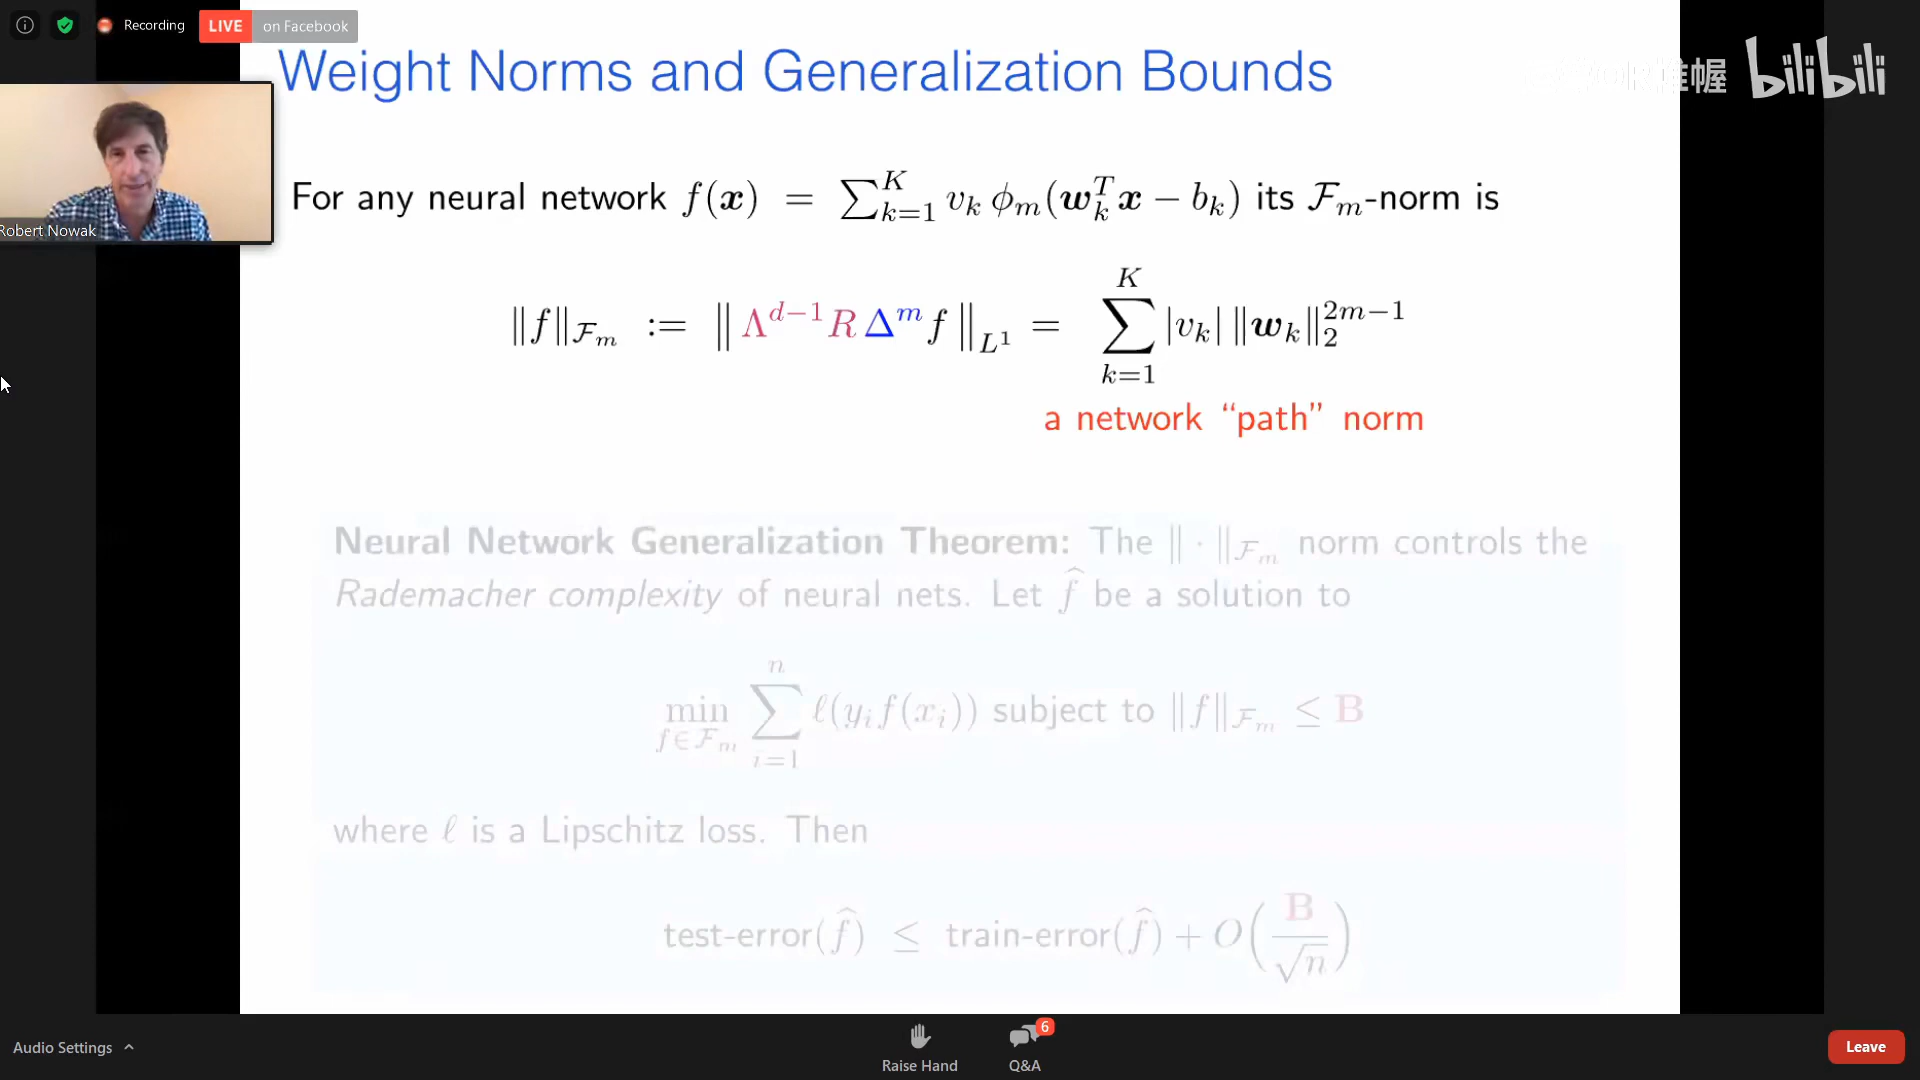 Recording LIVE on Facebook
Weight Norms and Generalization Bounds
bilibili
Robert Nowak
For any neural network f(x) = ∑_{k=1}^{K} v_k ϕ_m(w_k^T x − b_k) its F_m-norm is
‖f‖_{F_m} := ‖Λ^{d−1} R Δ^m f‖_{L^1} = ∑_{k=1}^{K} |v_k| ‖w_k‖_2^{2m−1}
a network “path” norm
Neural Network Generalization Theorem: The ‖·‖_{F_m} norm controls the
Rademacher complexity of neural nets. Let f̂ be a solution to
min_{f∈F_m} ∑_{i=1}^{n} ℓ(y_i f(x_i)) subject to ‖f‖_{F_m} ≤ B
where ℓ is a Lipschitz loss. Then
test-error(f̂) ≤ train-error(f̂) + O(B/√n)
Audio Settings
Raise Hand
6
Q&A
Leave